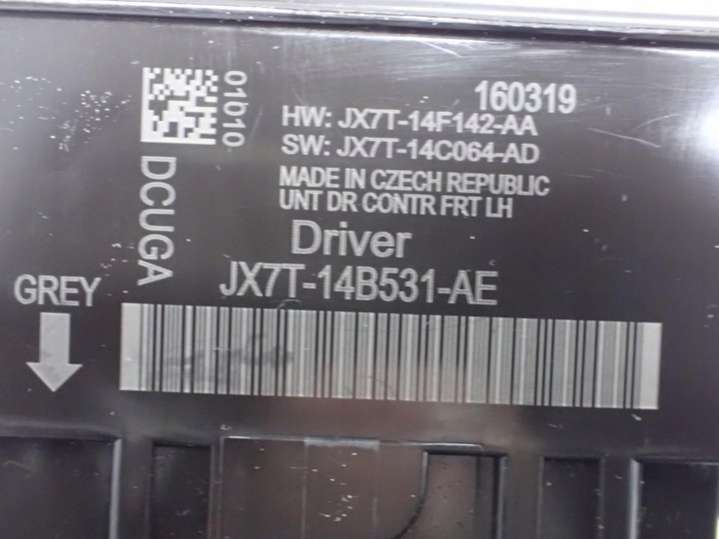 160319
01010
HW: JX7T-14F142-AA
SW: JX7T-14C064-AD
MADE IN CZECH REPUBLIC
UNT DR CONTR FRT LH
DCUGA
Driver
JX7T-14B531-AE
GREY